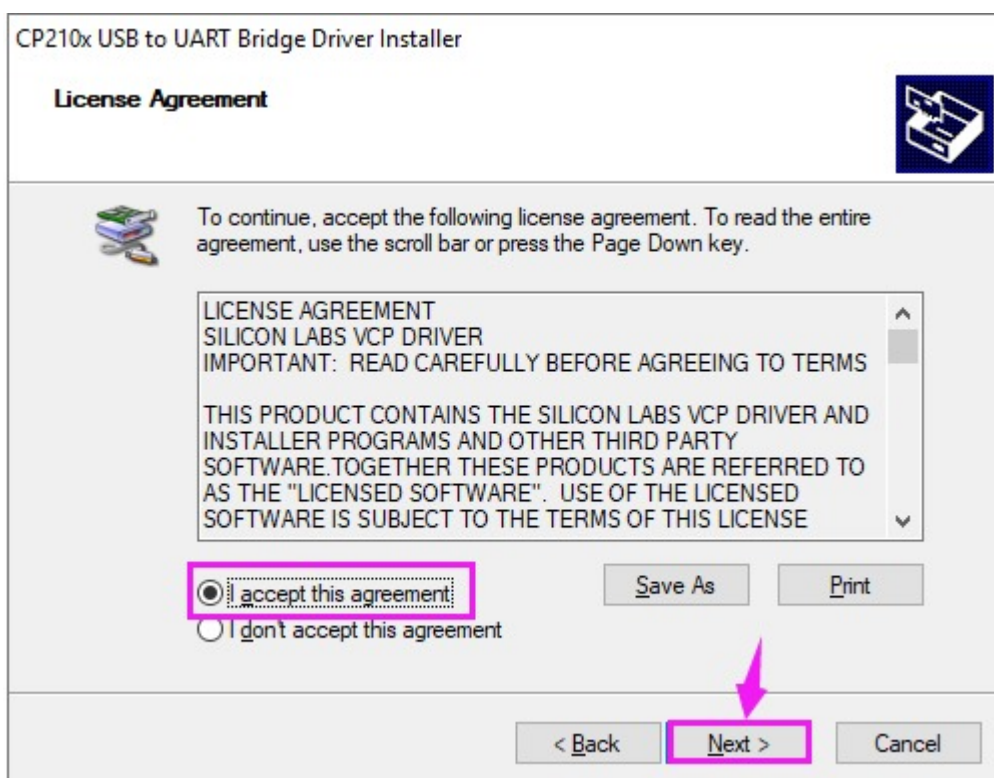 CP210x USB to UART Bridge Driver Installer
License Agreement
To continue, accept the following license agreement. To read the entire
agreement, use the scroll bar or press the Page Down key.
LICENSE AGREEMENT
SILICON LABS VCP DRIVER
IMPORTANT:  READ CAREFULLY BEFORE AGREEING TO TERMS
THIS PRODUCT CONTAINS THE SILICON LABS VCP DRIVER AND
INSTALLER PROGRAMS AND OTHER THIRD PARTY
SOFTWARE.TOGETHER THESE PRODUCTS ARE REFERRED TO
AS THE "LICENSED SOFTWARE".  USE OF THE LICENSED
SOFTWARE IS SUBJECT TO THE TERMS OF THIS LICENSE
I accept this agreement
Save As
Print
I don't accept this agreement
< Back
Next >
Cancel